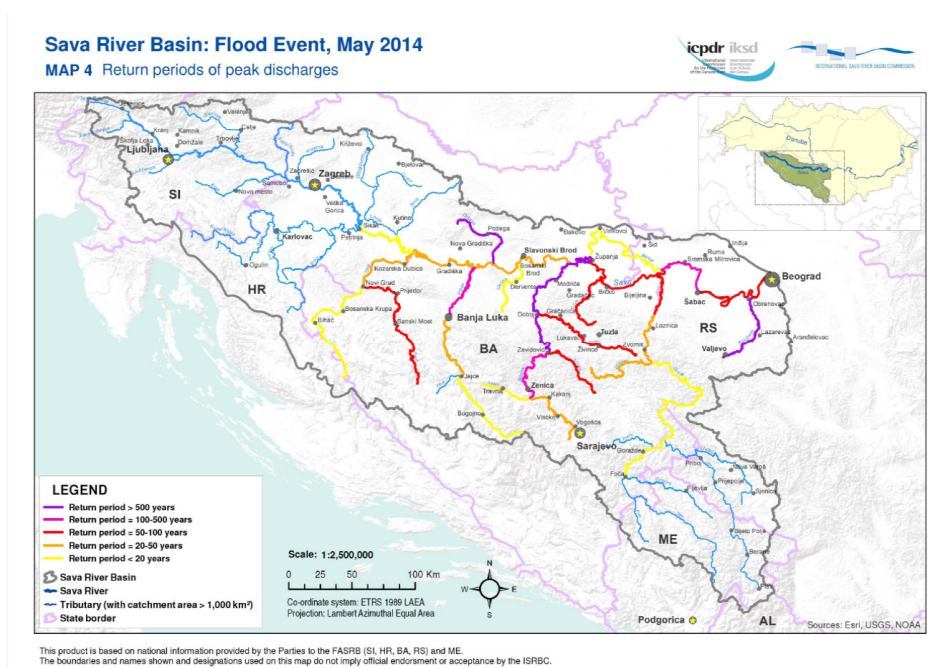 Sava River Basin: Flood Event, May 2014
MAP 4 Return periods of peak discharges
icpdr iksd
INTERNATIONAL SAVA RIVER BASIN COMMISSION
Danube
Sava
Velenje
Kranj
Kamnik
Celje
Škofja Loka
Domžale
Trbovlje
Ljubljana
Križevci
Bjelovar
Zaprešić
Zagreb
Samobor
SI
Novo mesto
Velika
Gorica
Kutina
Sisak
Petrinja
Karlovac
Ogulin
HR
Požega
Nova Gradiška
Đakovo
Vinkovci
Šid
Ruma
Inđija
Slavonski Brod
Županja
Sremska Mitrovica
Kozarska Dubica
Gradiška
Bosanski
Brod
Beograd
Novi Grad
Prijedor
Derventa
Modriča
Gradačac
Brčko
Bijeljina
Šabac
Obrenovac
Bosanska Krupa
Bihać
Sanski Most
Banja Luka
Doboj
Gračanica
Loznica
RS
Lazarevac
Lukavac
Tuzla
Aranđelovac
BA
Zavidovići
Živinice
Zvornik
Valjevo
Jajce
Travnik
Zenica
Kakanj
Bugojno
Visoko
Vogošća
Sarajevo
Goražde
Foča
Priboj
Nova Varoš
Pljevlja
Prijepolje
Sjenica
ME
Bijelo Polje
Berane
Plav
Podgorica
AL
LEGEND
Return period > 500 years
Return period = 100-500 years
Return period = 50-100 years
Return period = 20-50 years
Return period < 20 years
Sava River Basin
Sava River
Tributary (with catchment area > 1,000 km²)
State border
Scale: 1:2,500,000
0 25 50 100 Km
Co-ordinate system: ETRS 1989 LAEA
Projection: Lambert Azimuthal Equal Area
N
W E
S
Sources: Esri, USGS, NOAA
This product is based on national information provided by the Parties to the FASRB (SI, HR, BA, RS) and ME.
The boundaries and names shown and designations used on this map do not imply official endorsment or acceptance by the ISRBC.